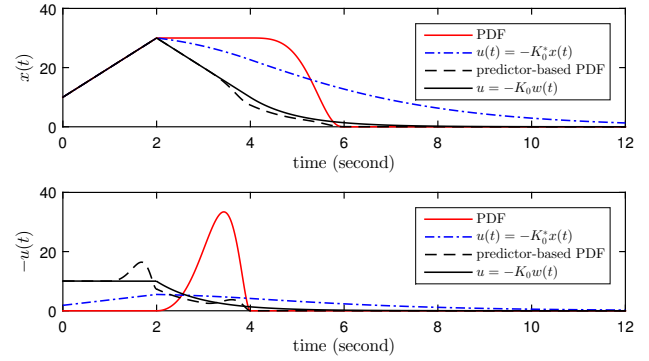 40
20
0
x(t)
PDF
u(t) = −K₀*x(t)
predictor-based PDF
u = −K₀w(t)
0 2 4 6 8 10 12
time (second)
40
20
0
−u(t)
PDF
u(t) = −K₀*x(t)
predictor-based PDF
u = −K₀w(t)
0 2 4 6 8 10 12
time (second)